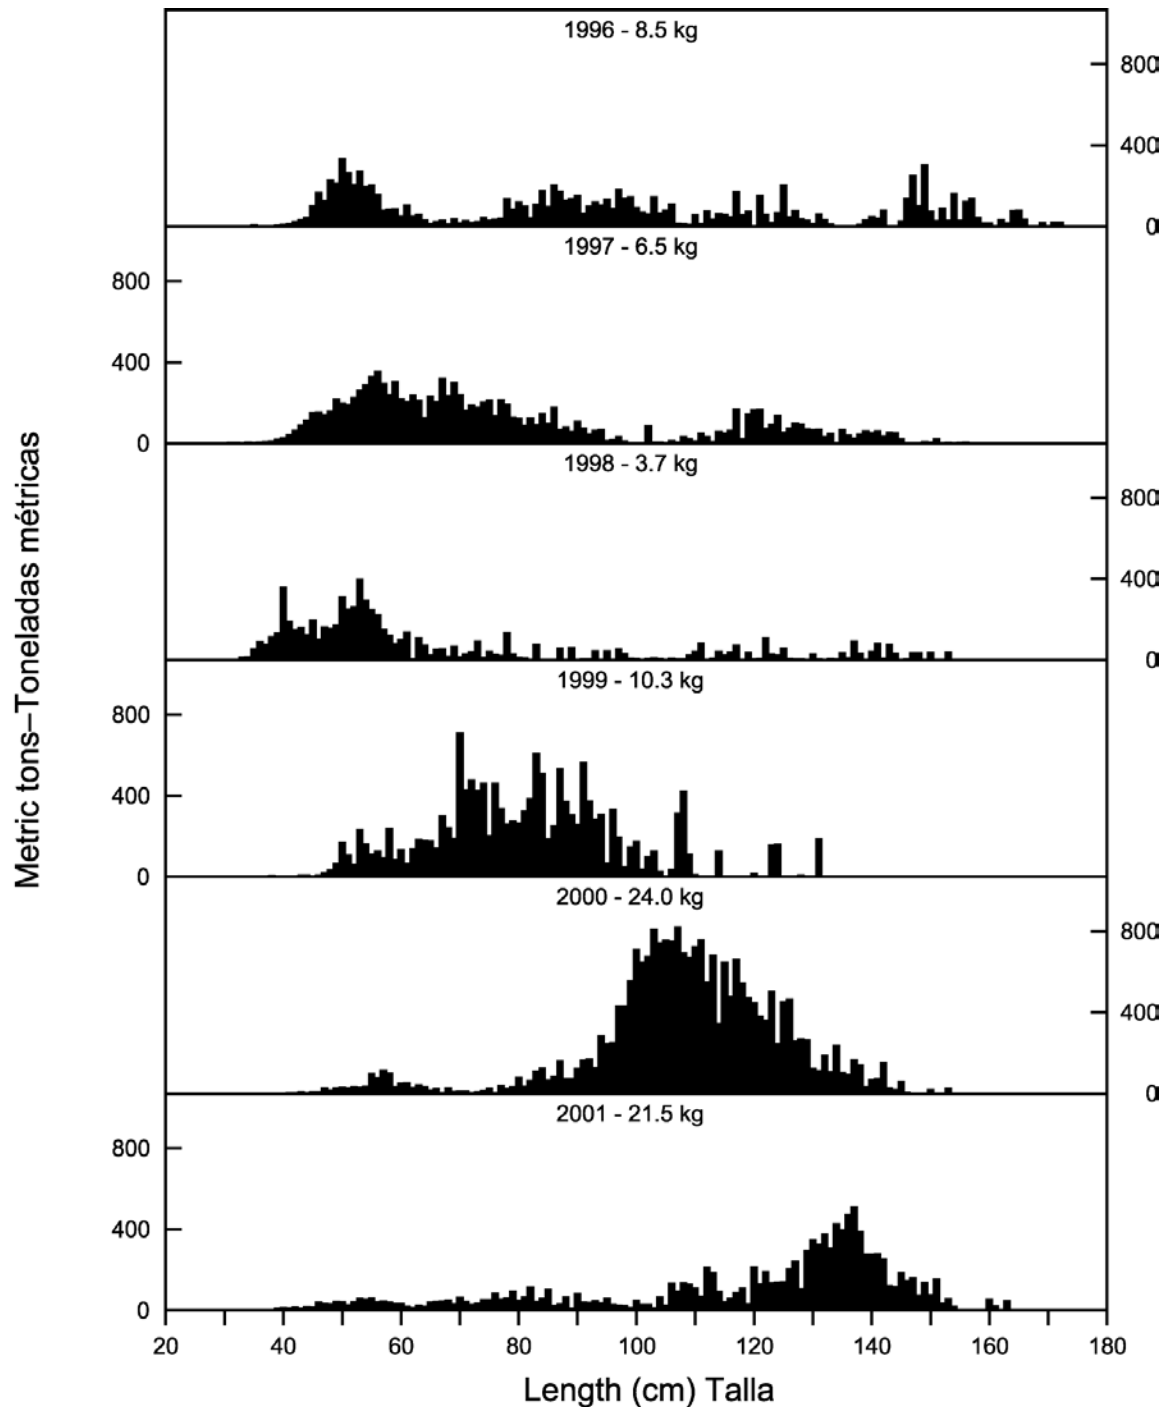 1996 - 8.5 kg
800
400
0
1997 - 6.5 kg
800
400
0
1998 - 3.7 kg
800
400
0
1999 - 10.3 kg
800
400
0
2000 - 24.0 kg
800
400
0
2001 - 21.5 kg
800
400
0
20 40 60 80 100 120 140 160 180
Length (cm) Talla
Metric tons–Toneladas métricas